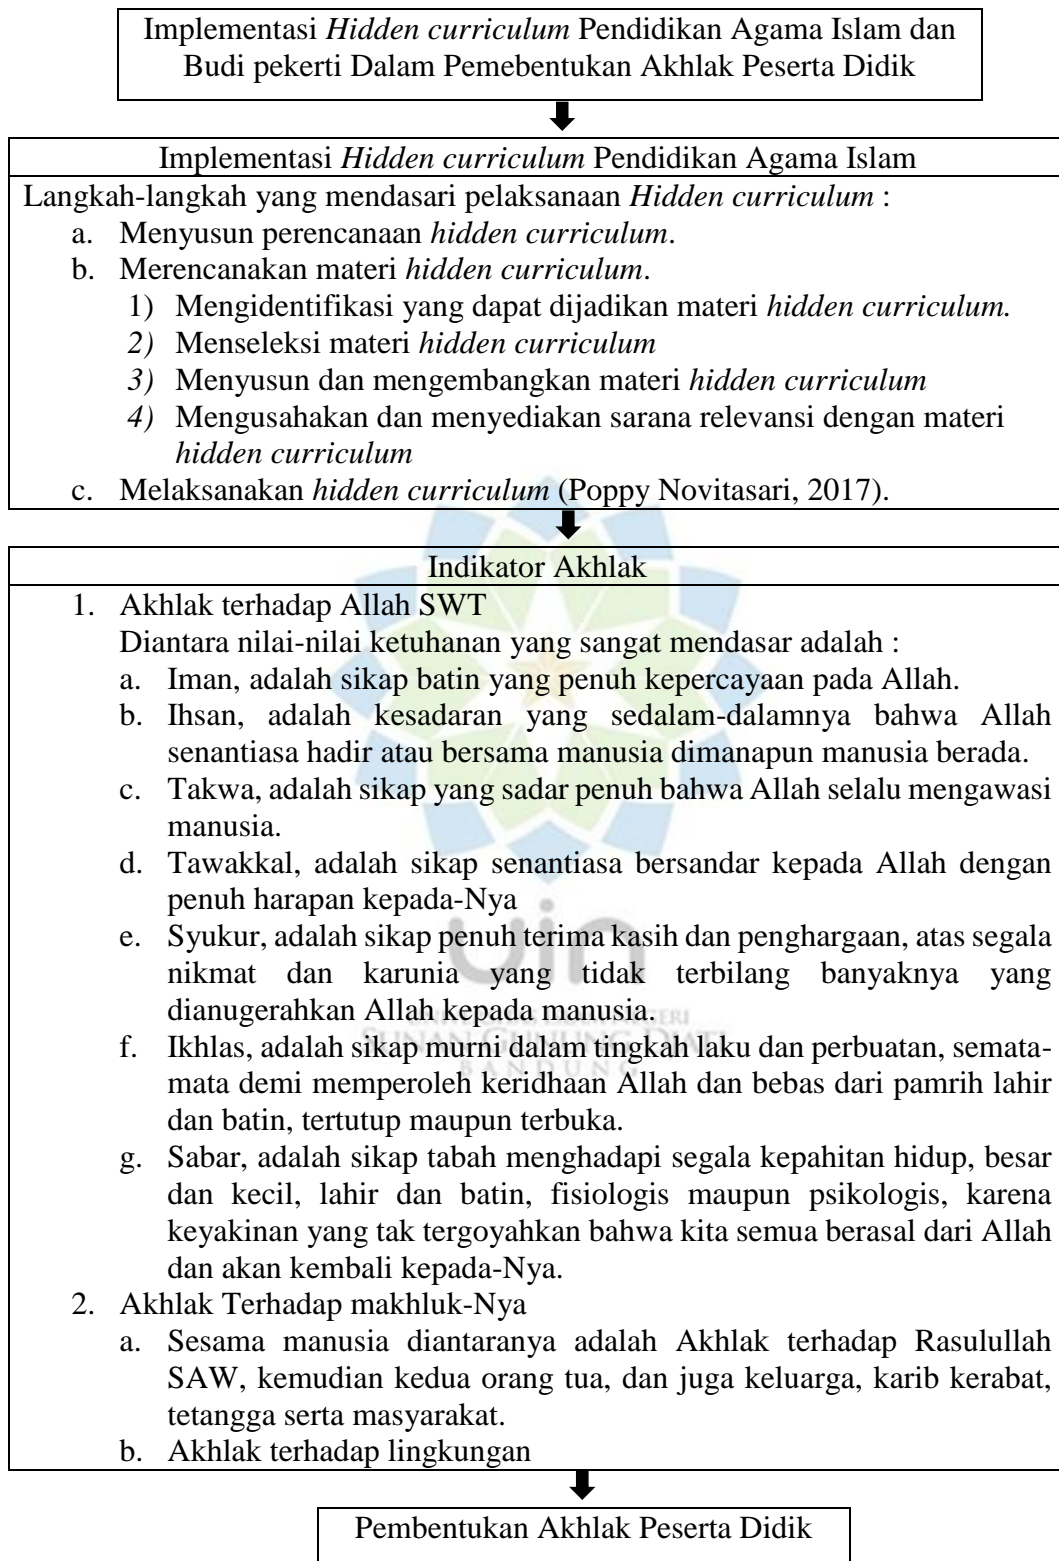 Implementasi Hidden curriculum Pendidikan Agama Islam dan
Budi pekerti Dalam Pemebentukan Akhlak Peserta Didik
Implementasi Hidden curriculum Pendidikan Agama Islam
Langkah-langkah yang mendasari pelaksanaan Hidden curriculum :
a. Menyusun perencanaan hidden curriculum.
b. Merencanakan materi hidden curriculum.
1) Mengidentifikasi yang dapat dijadikan materi hidden curriculum.
2) Menseleksi materi hidden curriculum
3) Menyusun dan mengembangkan materi hidden curriculum
4) Mengusahakan dan menyediakan sarana relevansi dengan materi
hidden curriculum
c. Melaksanakan hidden curriculum (Poppy Novitasari, 2017).
Indikator Akhlak
1. Akhlak terhadap Allah SWT
Diantara nilai-nilai ketuhanan yang sangat mendasar adalah :
a. Iman, adalah sikap batin yang penuh kepercayaan pada Allah.
b. Ihsan, adalah kesadaran yang sedalam-dalamnya bahwa Allah
senantiasa hadir atau bersama manusia dimanapun manusia berada.
c. Takwa, adalah sikap yang sadar penuh bahwa Allah selalu mengawasi
manusia.
d. Tawakkal, adalah sikap senantiasa bersandar kepada Allah dengan
penuh harapan kepada-Nya
e. Syukur, adalah sikap penuh terima kasih dan penghargaan, atas segala
nikmat dan karunia yang tidak terbilang banyaknya yang
dianugerahkan Allah kepada manusia.
f. Ikhlas, adalah sikap murni dalam tingkah laku dan perbuatan, semata-
mata demi memperoleh keridhaan Allah dan bebas dari pamrih lahir
dan batin, tertutup maupun terbuka.
g. Sabar, adalah sikap tabah menghadapi segala kepahitan hidup, besar
dan kecil, lahir dan batin, fisiologis maupun psikologis, karena
keyakinan yang tak tergoyahkan bahwa kita semua berasal dari Allah
dan akan kembali kepada-Nya.
2. Akhlak Terhadap makhluk-Nya
a. Sesama manusia diantaranya adalah Akhlak terhadap Rasulullah
SAW, kemudian kedua orang tua, dan juga keluarga, karib kerabat,
tetangga serta masyarakat.
b. Akhlak terhadap lingkungan
Pembentukan Akhlak Peserta Didik
uin
SUNAN GUNUNG DJATI
BANDUNG